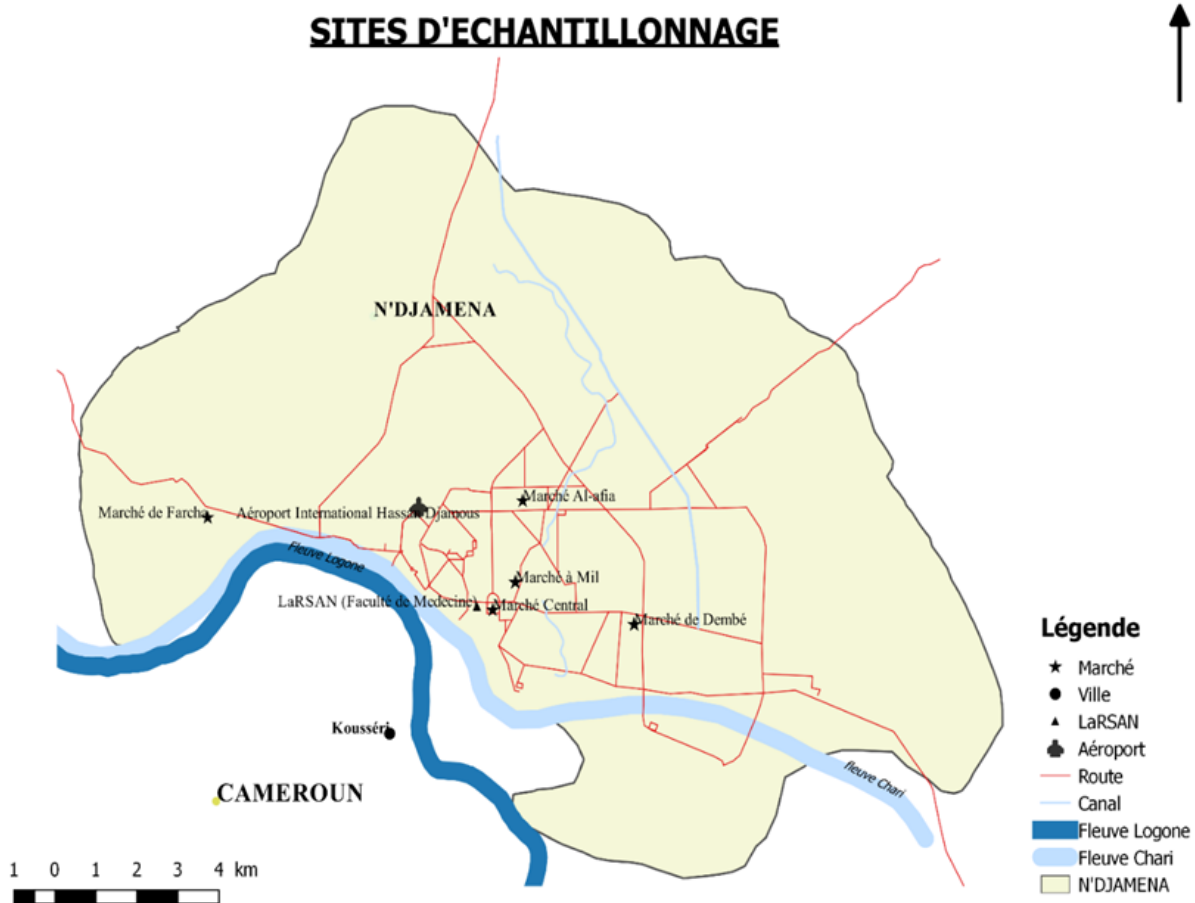 SITES D'ECHANTILLONNAGE
N'DJAMENA
Marché Al-afia
Marché de Farcha
Aéroport International Hassan Djamous
Fleuve Logone
Marché à Mil
LaRSAN (Faculté de Medecine)
Marché Central
Marché de Dembé
Kousséri
fleuve Chari
CAMEROUN
1 0 1 2 3 4 km
Légende
Marché
Ville
LaRSAN
Aéroport
Route
Canal
Fleuve Logone
Fleuve Chari
N'DJAMENA